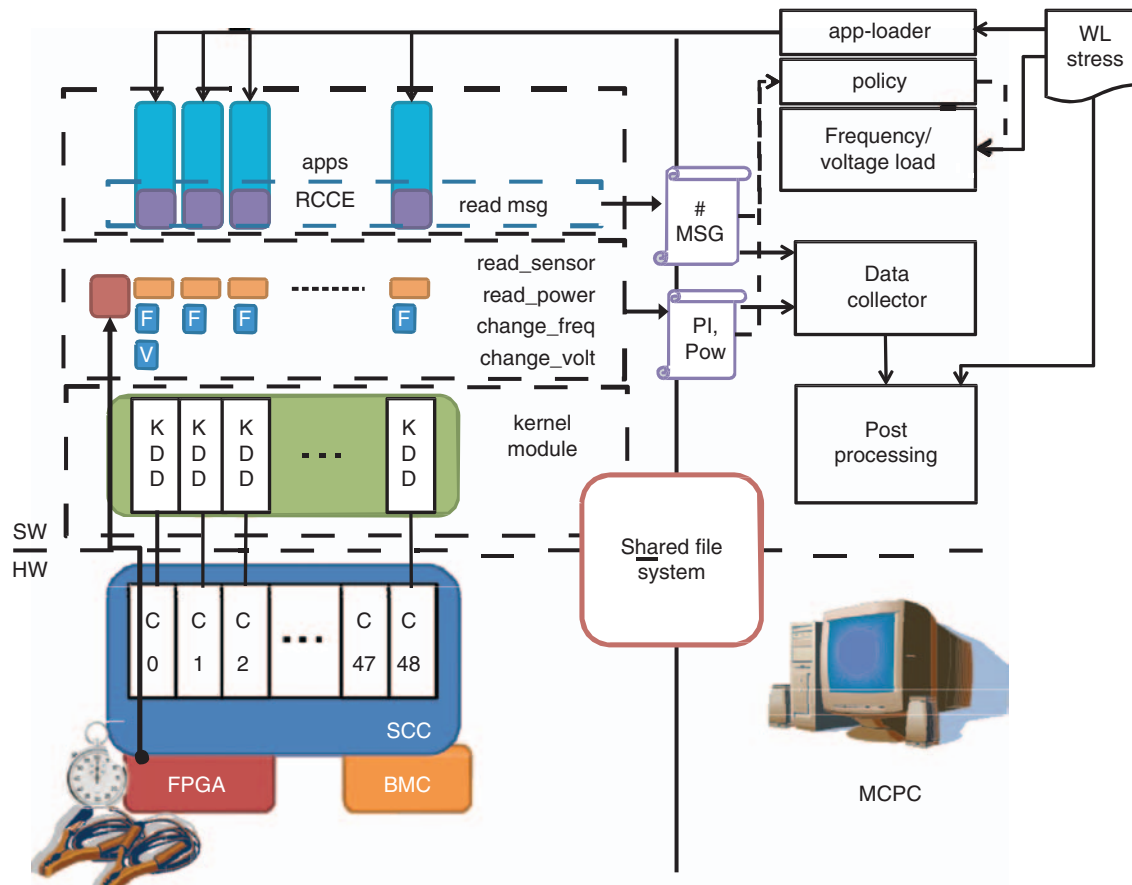 app-loader
WL
stress
policy
Frequency/
voltage load
apps
RCCE
read msg
#
MSG
read_sensor
read_power
change_freq
change_volt
F
F
F
F
V
PI,
Pow
Data
collector
Post
processing
K
D
D
K
D
D
K
D
D
...
K
D
D
kernel
module
SW
HW
Shared file
system
C
0
C
1
C
2
...
C
47
C
48
SCC
FPGA
BMC
MCPC